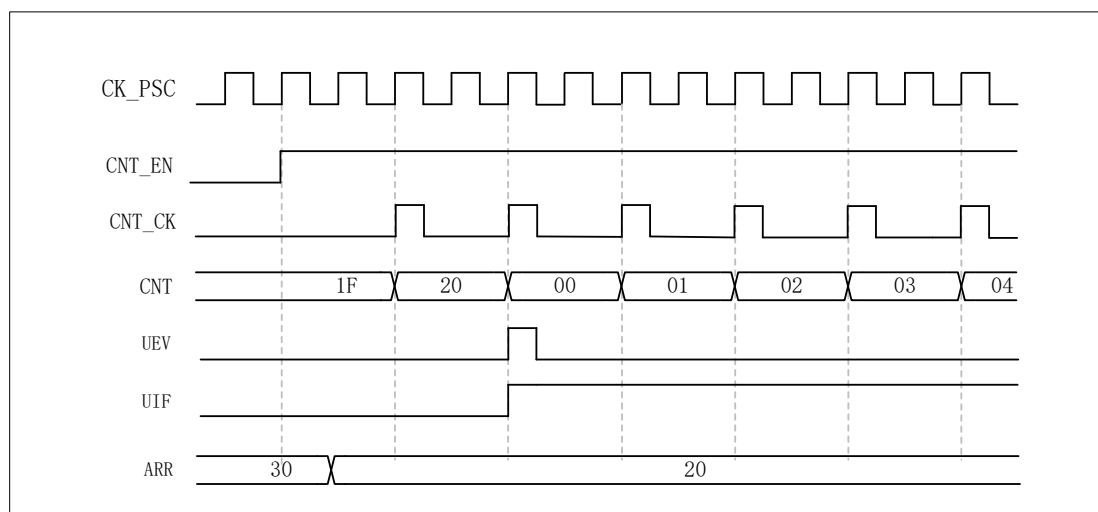 CK_PSC
CNT_EN
CNT_CK
CNT 1F 20 00 01 02 03 04
UEV
UIF
ARR 30 20